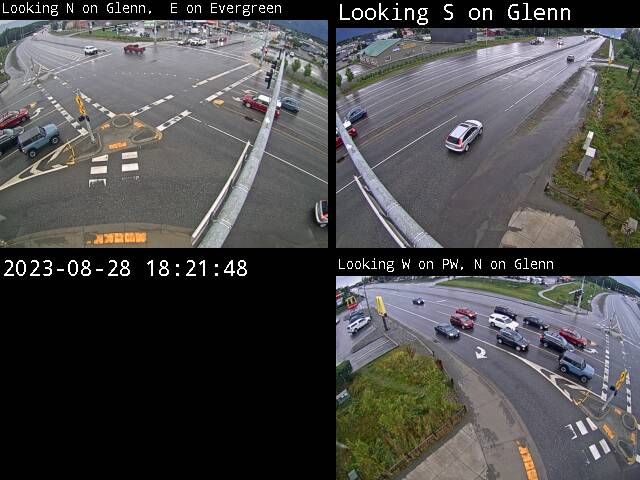 Looking N on Glenn,  E on Evergreen
Looking S on Glenn
2023-08-28 18:21:48
Looking W on PW, N on Glenn